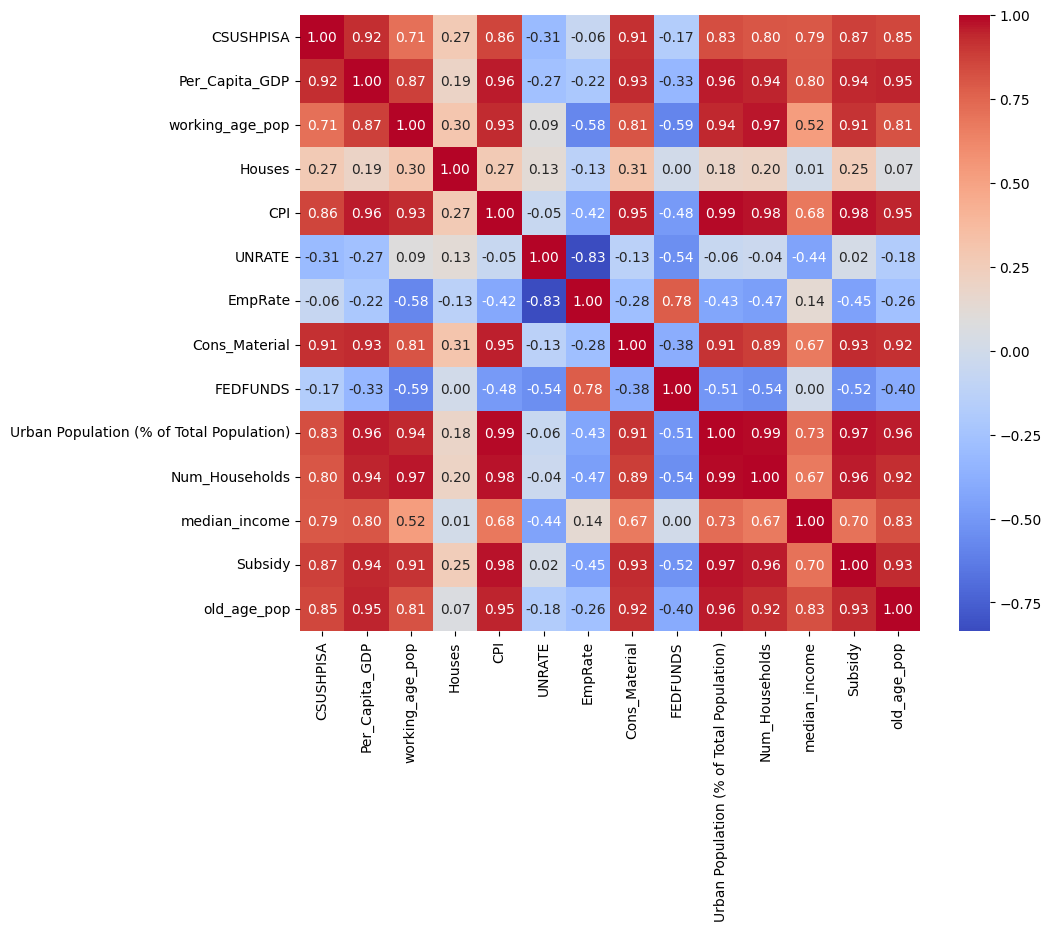 CSUSHPISA 1.00 0.92 0.71 0.27 0.86 -0.31 -0.06 0.91 -0.17 0.83 0.80 0.79 0.87 0.85
Per_Capita_GDP 0.92 1.00 0.87 0.19 0.96 -0.27 -0.22 0.93 -0.33 0.96 0.94 0.80 0.94 0.95
working_age_pop 0.71 0.87 1.00 0.30 0.93 0.09 -0.58 0.81 -0.59 0.94 0.97 0.52 0.91 0.81
Houses 0.27 0.19 0.30 1.00 0.27 0.13 -0.13 0.31 0.00 0.18 0.20 0.01 0.25 0.07
CPI 0.86 0.96 0.93 0.27 1.00 -0.05 -0.42 0.95 -0.48 0.99 0.98 0.68 0.98 0.95
UNRATE -0.31 -0.27 0.09 0.13 -0.05 1.00 -0.83 -0.13 -0.54 -0.06 -0.04 -0.44 0.02 -0.18
EmpRate -0.06 -0.22 -0.58 -0.13 -0.42 -0.83 1.00 -0.28 0.78 -0.43 -0.47 0.14 -0.45 -0.26
Cons_Material 0.91 0.93 0.81 0.31 0.95 -0.13 -0.28 1.00 -0.38 0.91 0.89 0.67 0.93 0.92
FEDFUNDS -0.17 -0.33 -0.59 0.00 -0.48 -0.54 0.78 -0.38 1.00 -0.51 -0.54 0.00 -0.52 -0.40
Urban Population (% of Total Population) 0.83 0.96 0.94 0.18 0.99 -0.06 -0.43 0.91 -0.51 1.00 0.99 0.73 0.97 0.96
Num_Households 0.80 0.94 0.97 0.20 0.98 -0.04 -0.47 0.89 -0.54 0.99 1.00 0.67 0.96 0.92
median_income 0.79 0.80 0.52 0.01 0.68 -0.44 0.14 0.67 0.00 0.73 0.67 1.00 0.70 0.83
Subsidy 0.87 0.94 0.91 0.25 0.98 0.02 -0.45 0.93 -0.52 0.97 0.96 0.70 1.00 0.93
old_age_pop 0.85 0.95 0.81 0.07 0.95 -0.18 -0.26 0.92 -0.40 0.96 0.92 0.83 0.93 1.00
CSUSHPISA
Per_Capita_GDP
working_age_pop
Houses
CPI
UNRATE
EmpRate
Cons_Material
FEDFUNDS
Urban Population (% of Total Population)
Num_Households
median_income
Subsidy
old_age_pop
1.00
0.75
0.50
0.25
0.00
-0.25
-0.50
-0.75